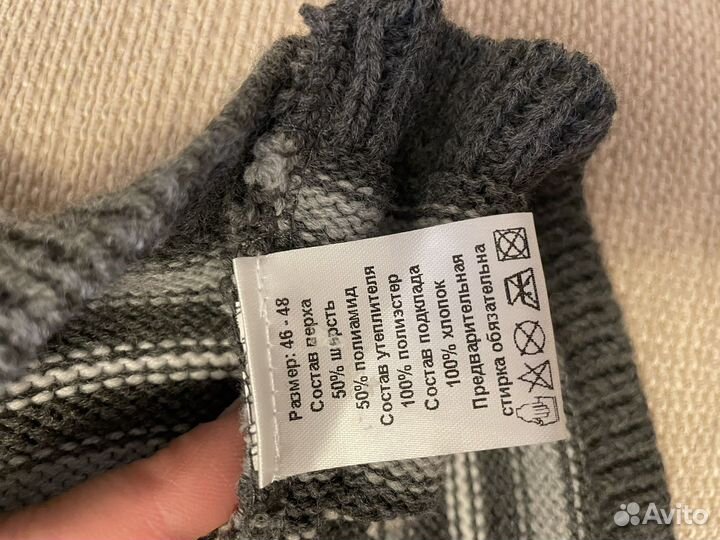 Размер: 46 - 48
Состав верха
50% шерсть
50% полиамид
Состав утеплителя
100% полиэстер
Состав подклада
100% хлопок
Предварительная
стирка обязательна
Avito